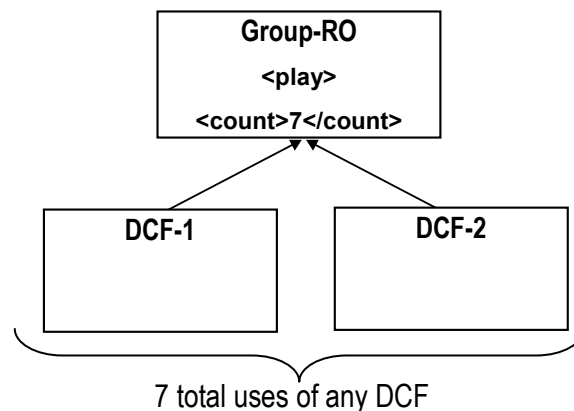 Group-RO
<play>
<count>7</count>
DCF-1
DCF-2
7 total uses of any DCF